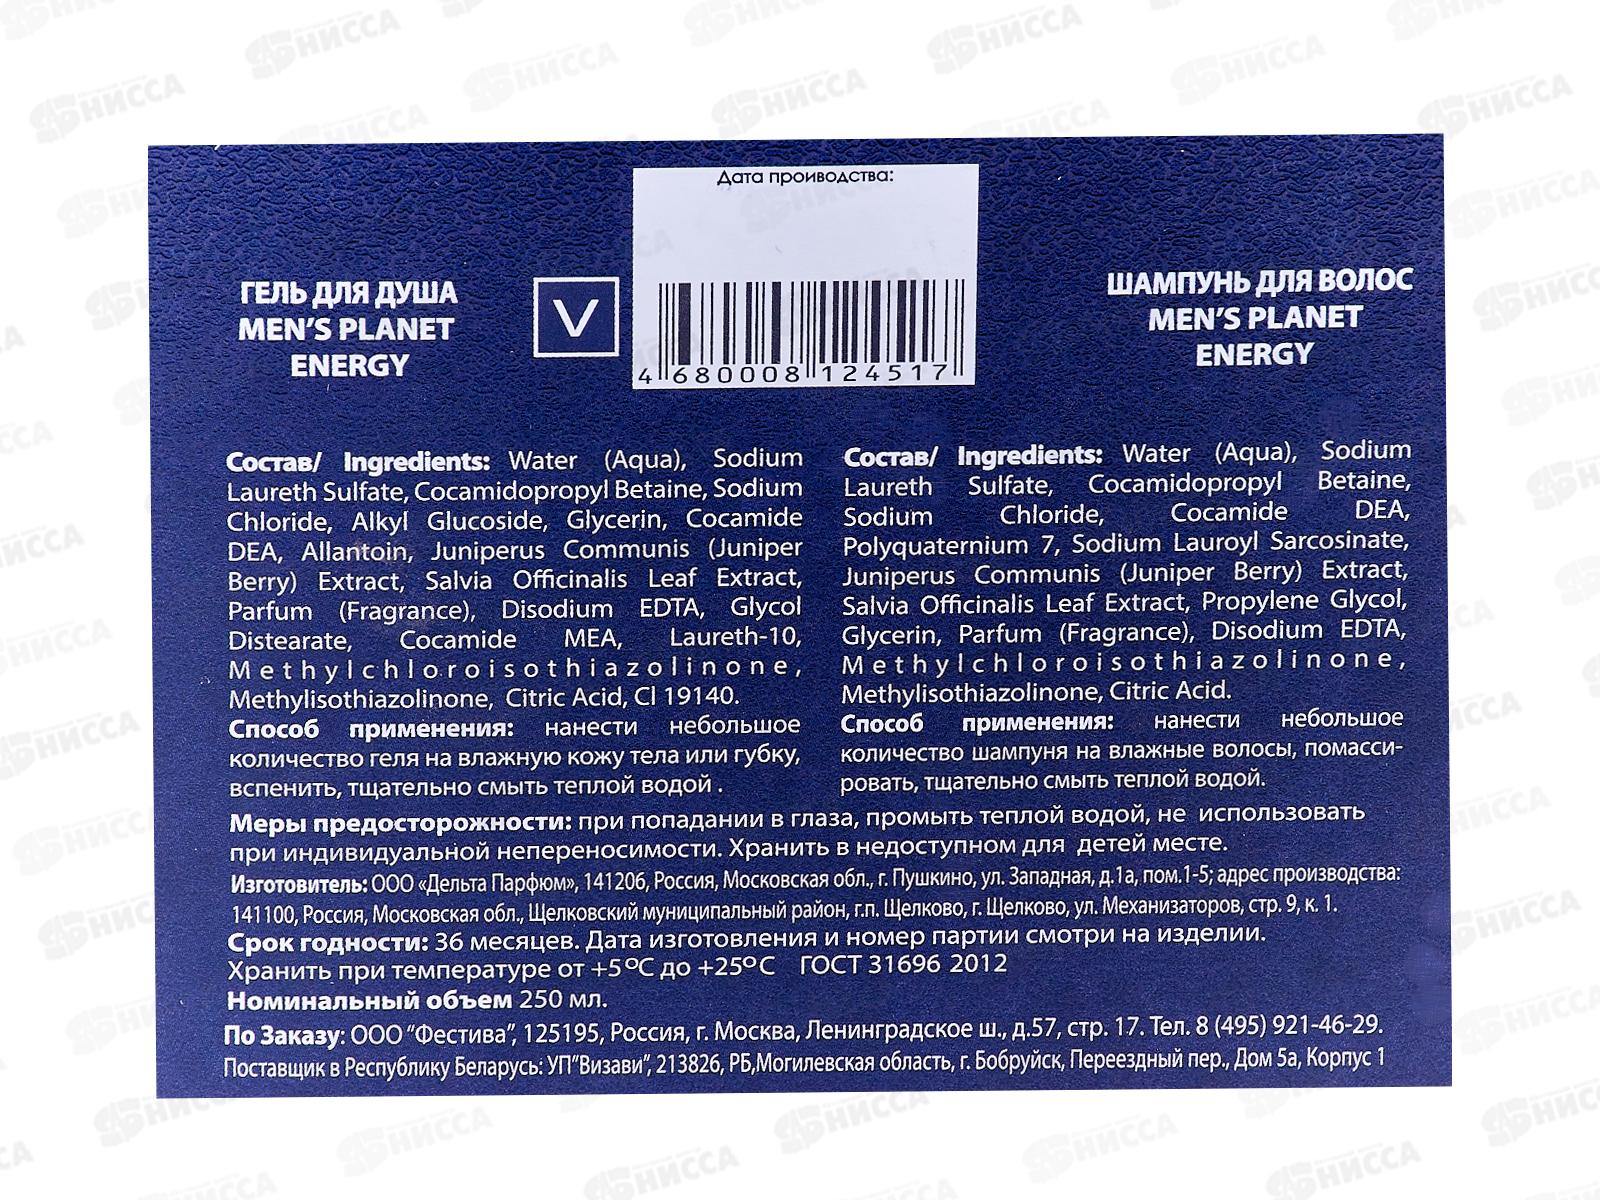 Дата проиводства:
4 680008 124517
ГЕЛЬ ДЛЯ ДУША
MEN’S PLANET
ENERGY
V
ШАМПУНЬ ДЛЯ ВОЛОС
MEN’S PLANET
ENERGY
Состав/ Ingredients: Water (Aqua), Sodium
Laureth Sulfate, Cocamidopropyl Betaine, Sodium
Chloride, Alkyl Glucoside, Glycerin, Cocamide
DEA, Allantoin, Juniperus Communis (Juniper
Berry) Extract, Salvia Officinalis Leaf Extract,
Parfum (Fragrance), Disodium EDTA, Glycol
Distearate, Cocamide MEA, Laureth-10,
Methylchloroisothiazolinone,
Methylisothiazolinone, Citric Acid, Cl 19140.
Способ применения: нанести небольшое
количество геля на влажную кожу тела или губку,
вспенить, тщательно смыть теплой водой .
Состав/ Ingredients: Water (Aqua), Sodium
Laureth Sulfate, Cocamidopropyl Betaine,
Sodium Chloride, Cocamide DEA,
Polyquaternium 7, Sodium Lauroyl Sarcosinate,
Juniperus Communis (Juniper Berry) Extract,
Salvia Officinalis Leaf Extract, Propylene Glycol,
Glycerin, Parfum (Fragrance), Disodium EDTA,
Methylchloroisothiazolinone,
Methylisothiazolinone, Citric Acid.
Способ применения: нанести небольшое
количество шампуня на влажные волосы, помасси-
ровать, тщательно смыть теплой водой.
Меры предосторожности: при попадании в глаза, промыть теплой водой, не использовать
при индивидуальной непереносимости. Хранить в недоступном для детей месте.
Изготовитель: ООО «Дельта Парфюм», 141206, Россия, Московская обл., г. Пушкино, ул. Западная, д.1а, пом.1-5; адрес производства:
141100, Россия, Московская обл., Щелковский муниципальный район, г.п. Щелково, г. Щелково, ул. Механизаторов, стр. 9, к. 1.
Срок годности: 36 месяцев. Дата изготовления и номер партии смотри на изделии.
Хранить при температуре от +5ºС до +25ºС ГОСТ 31696 2012
Номинальный объем 250 мл.
По Заказу: ООО “Фестива”, 125195, Россия, г. Москва, Ленинградское ш., д.57, стр. 17. Тел. 8 (495) 921-46-29.
Поставщик в Республику Беларусь: УП“Визави”, 213826, РБ,Могилевская область, г. Бобруйск, Переездный пер., Дом 5а, Корпус 1